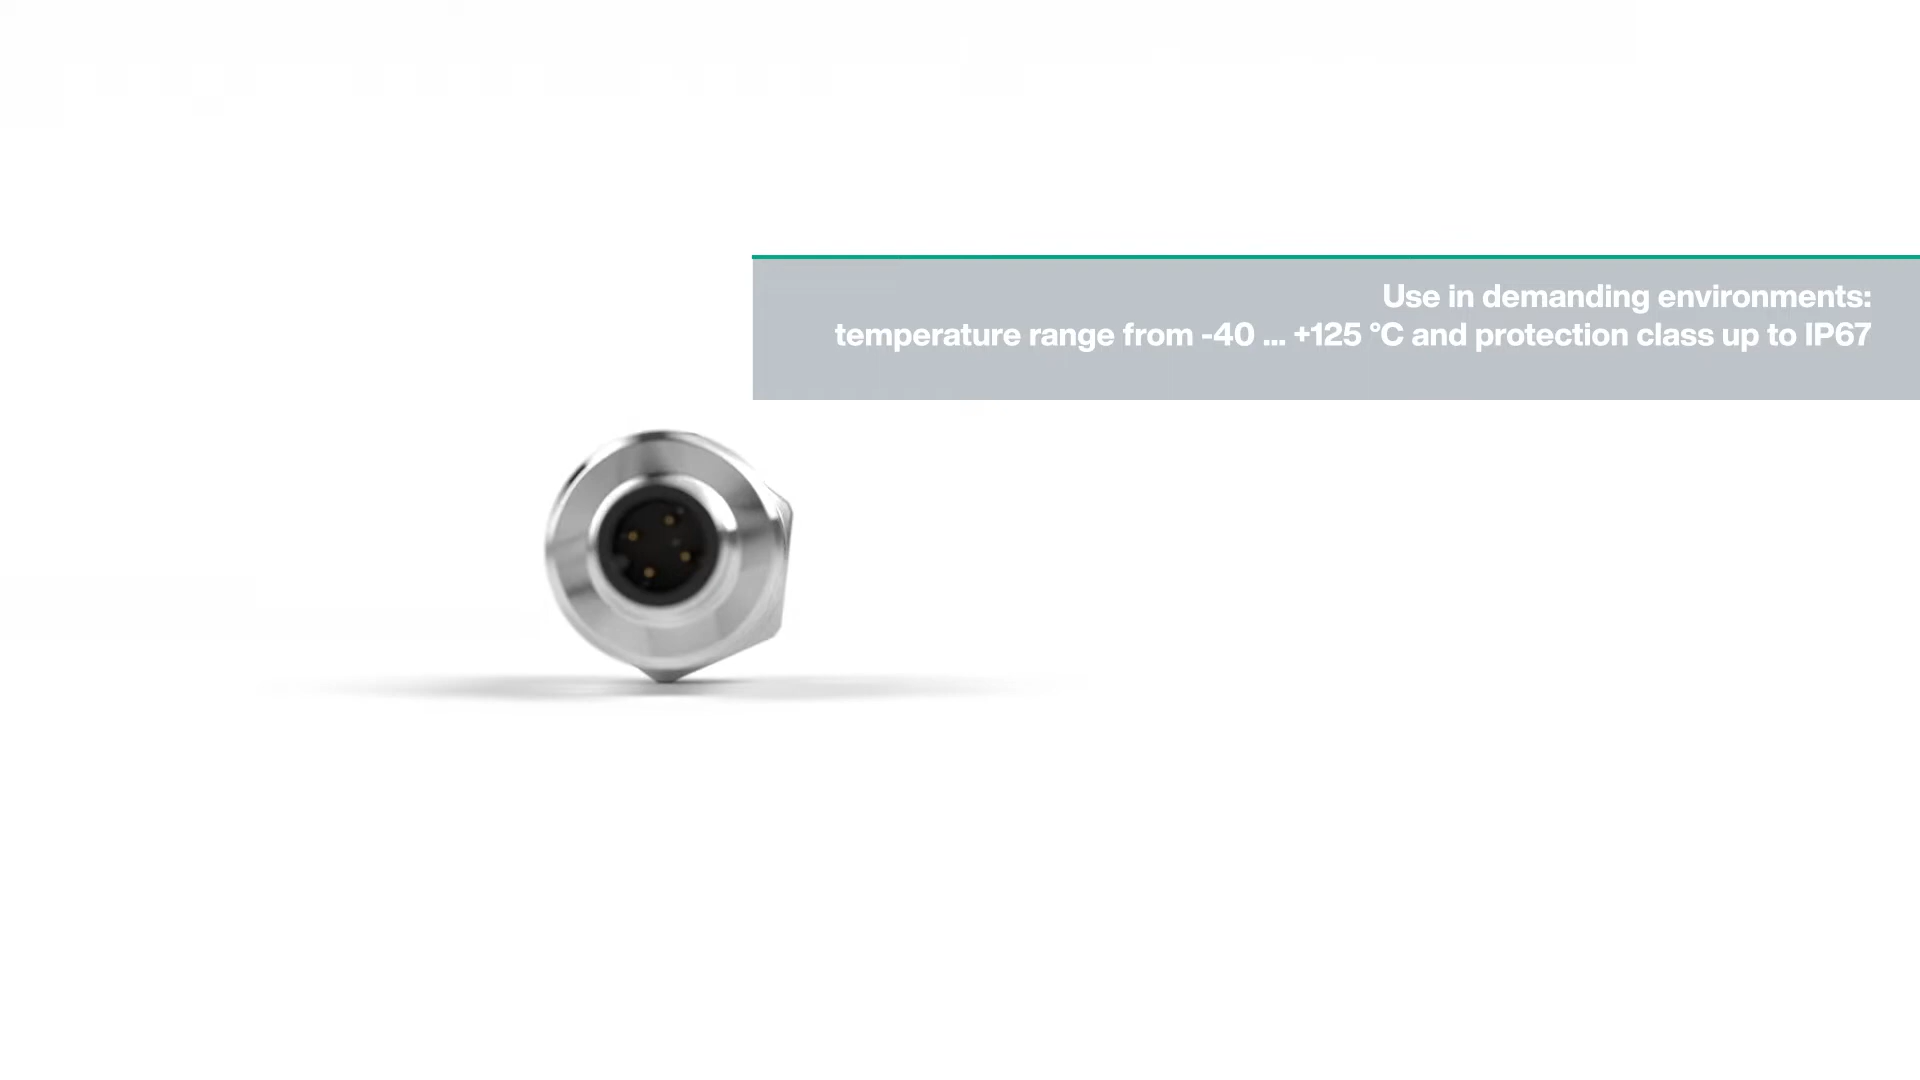 Use in demanding environments:
temperature range from -40 ... +125 °C and protection class up to IP67